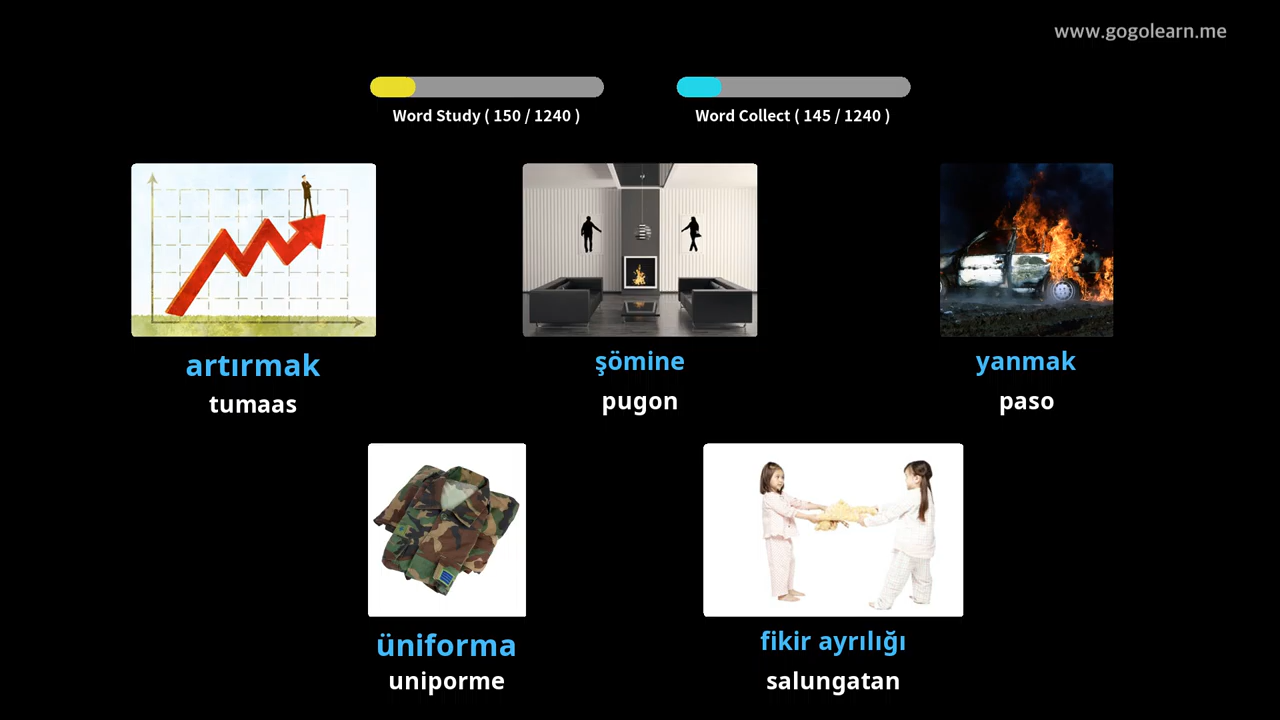 www.gogolearn.me
Word Study ( 150 / 1240 )
Word Collect ( 145 / 1240 )
artırmak
tumaas
şömine
pugon
yanmak
paso
üniforma
uniporme
fikir ayrılığı
salungatan